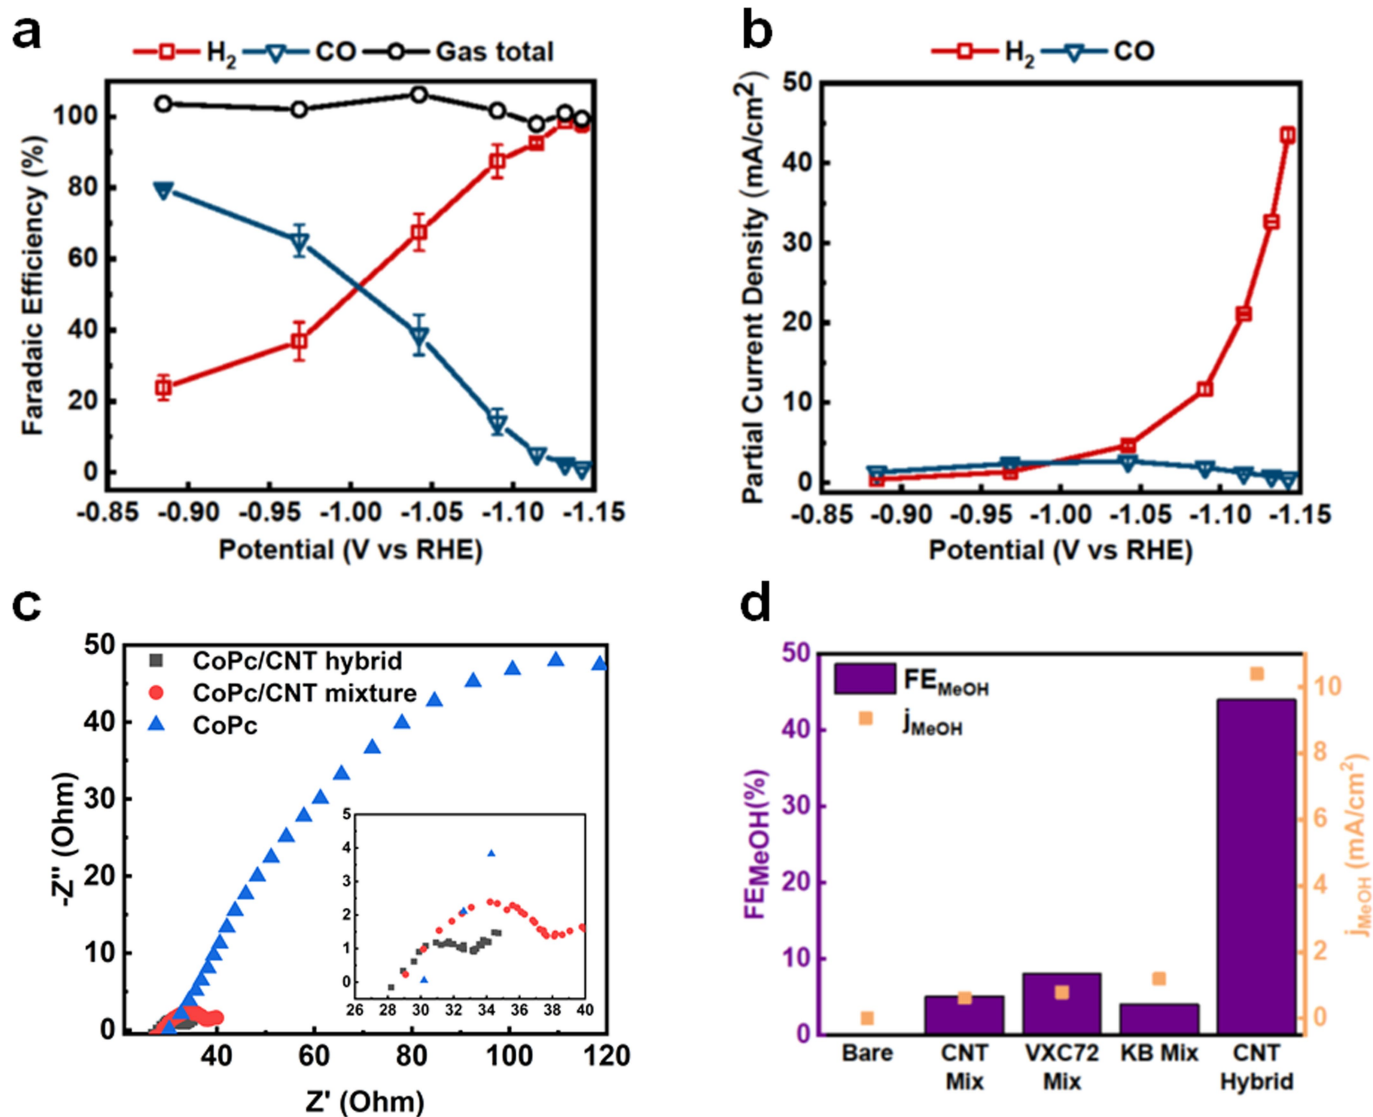 a
H2 CO Gas total
Faradaic Efficiency (%)
100
80
60
40
20
0
-0.85 -0.90 -0.95 -1.00 -1.05 -1.10 -1.15
Potential (V vs RHE)
b
H2 CO
Partial Current Density (mA/cm2)
50
40
30
20
10
0
-0.85 -0.90 -0.95 -1.00 -1.05 -1.10 -1.15
Potential (V vs RHE)
c
CoPc/CNT hybrid
CoPc/CNT mixture
CoPc
-Z'' (Ohm)
50
40
30
20
10
0
40 60 80 100 120
Z' (Ohm)
5
4
3
2
1
0
26 28 30 32 34 36 38 40
d
FEMeOH
jMeOH
FEMeOH(%)
50
40
30
20
10
0
Bare
CNT
Mix
VXC72
Mix
KB Mix
CNT
Hybrid
10
8
6
4
2
0
jMeOH (mA/cm2)